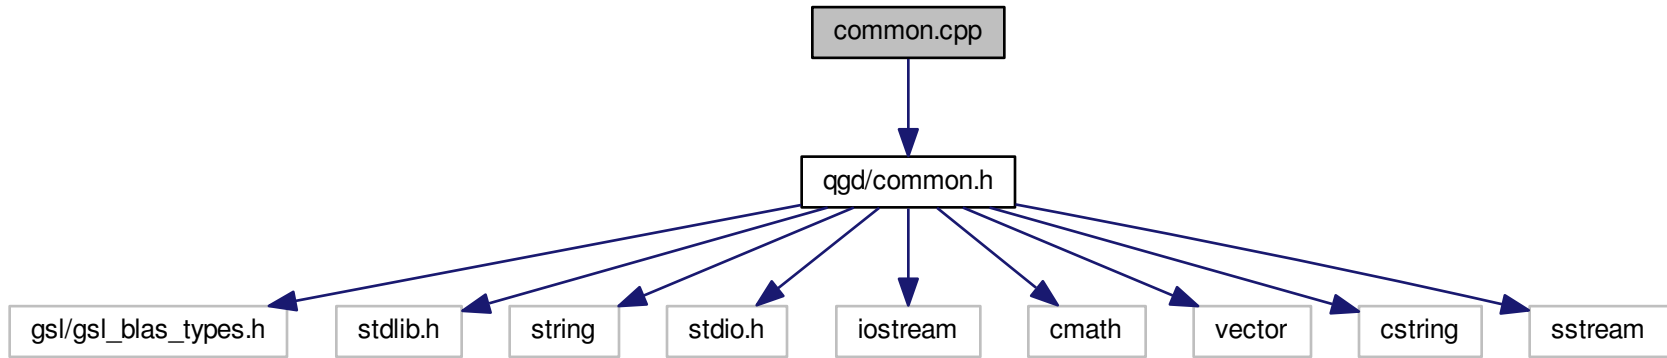 common.cpp
qgd/common.h
gsl/gsl_blas_types.h
stdlib.h
string
stdio.h
iostream
cmath
vector
cstring
sstream